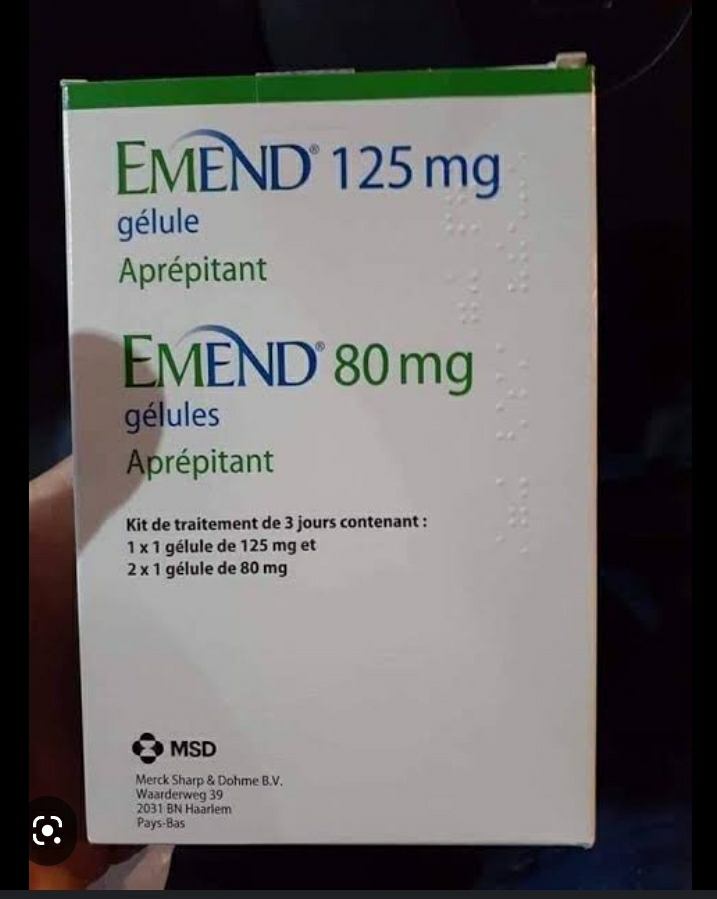 EMEND® 125 mg
gélule
Aprépitant
EMEND® 80 mg
gélules
Aprépitant
Kit de traitement de 3 jours contenant :
1 x 1 gélule de 125 mg et
2 x 1 gélule de 80 mg
MSD
Merck Sharp & Dohme B.V.
Waarderweg 39
2031 BN Haarlem
Pays-Bas